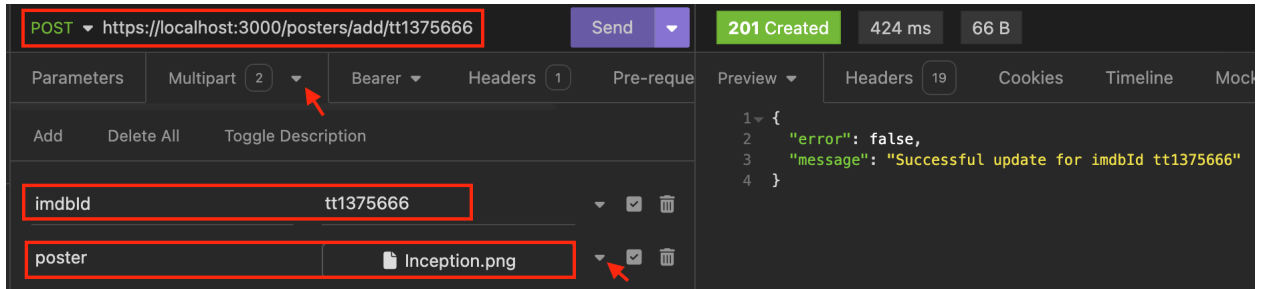 POST https://localhost:3000/posters/add/tt1375666 Send 201 Created 424 ms 66 B
Parameters Multipart 2 Bearer Headers 1 Pre-reque Preview Headers 19 Cookies Timeline Mock
Add Delete All Toggle Description
imdbId tt1375666
poster Inception.png
1 {
2 "error": false,
3 "message": "Successful update for imdbId tt1375666"
4 }